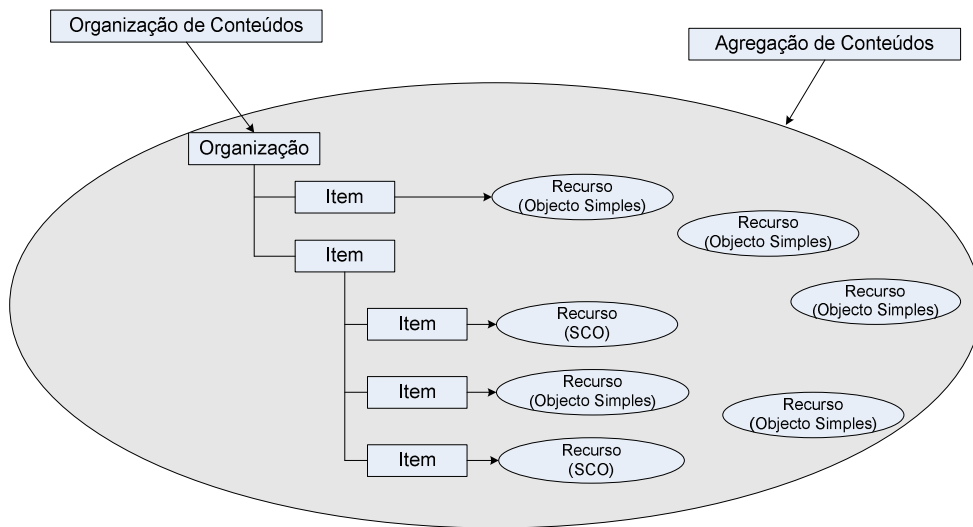 Organização de Conteúdos
Agregação de Conteúdos
Organização
Item
Recurso
(Objecto Simples)
Recurso
(Objecto Simples)
Item
Recurso
(Objecto Simples)
Item
Recurso
(SCO)
Item
Recurso
(Objecto Simples)
Recurso
(Objecto Simples)
Item
Recurso
(SCO)